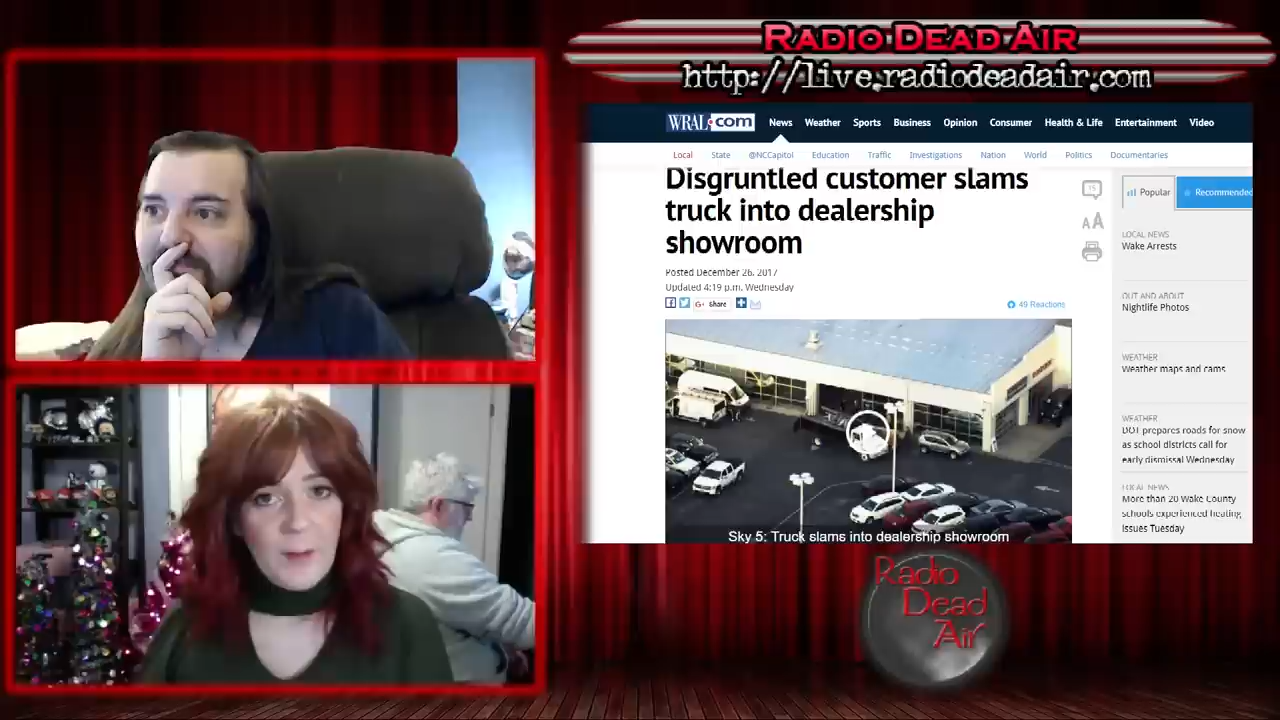 RADIO DEAD AIR
http://live.radiodeadair.com
WRAL.com News Weather Sports Business Opinion Consumer Health & Life Entertainment Video
Local State @NCCapitol Education Traffic Investigations Nation World Politics Documentaries
Disgruntled customer slams
truck into dealership
showroom
Posted December 26, 2017
Updated 4:19 p.m. Wednesday
Share
49 Reactions
15
AA
Popular Recommended
LOCAL NEWS
Wake Arrests
OUT AND ABOUT
Nightlife Photos
WEATHER
Weather maps and cams
WEATHER
DOT prepares roads for snow
as school districts call for
early dismissal Wednesday
LOCAL NEWS
More than 20 Wake County
schools experienced heating
issues Tuesday
Sky 5: Truck slams into dealership showroom
Radio
Dead
Air